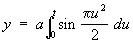 y = a∫₀ᵗ sin πu²/2 du